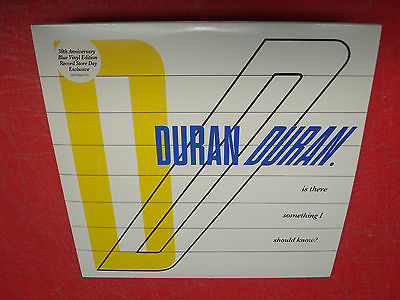 30th Anniversary
Blue Vinyl Edition
Record Store Day
Exclusive
DURAN DURAN.
is there
something I
should know?